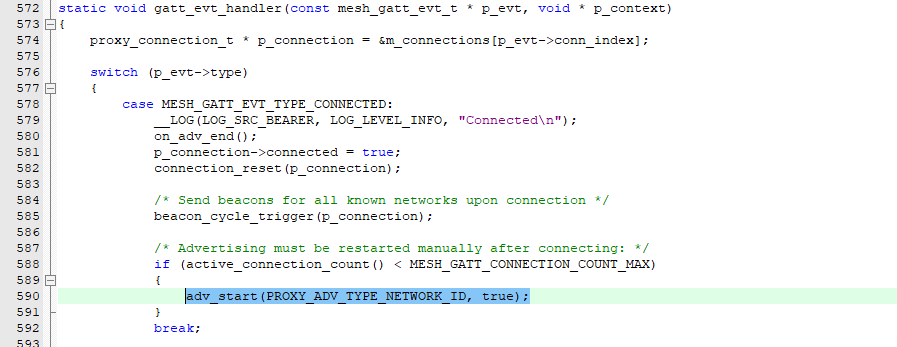 572 static void gatt_evt_handler(const mesh_gatt_evt_t * p_evt, void * p_context)
573 {
574     proxy_connection_t * p_connection = &m_connections[p_evt->conn_index];
575
576     switch (p_evt->type)
577     {
578         case MESH_GATT_EVT_TYPE_CONNECTED:
579             __LOG(LOG_SRC_BEARER, LOG_LEVEL_INFO, "Connected\n");
580             on_adv_end();
581             p_connection->connected = true;
582             connection_reset(p_connection);
583
584             /* Send beacons for all known networks upon connection */
585             beacon_cycle_trigger(p_connection);
586
587             /* Advertising must be restarted manually after connecting: */
588             if (active_connection_count() < MESH_GATT_CONNECTION_COUNT_MAX)
589             {
590                 adv_start(PROXY_ADV_TYPE_NETWORK_ID, true);
591             }
592             break;
593